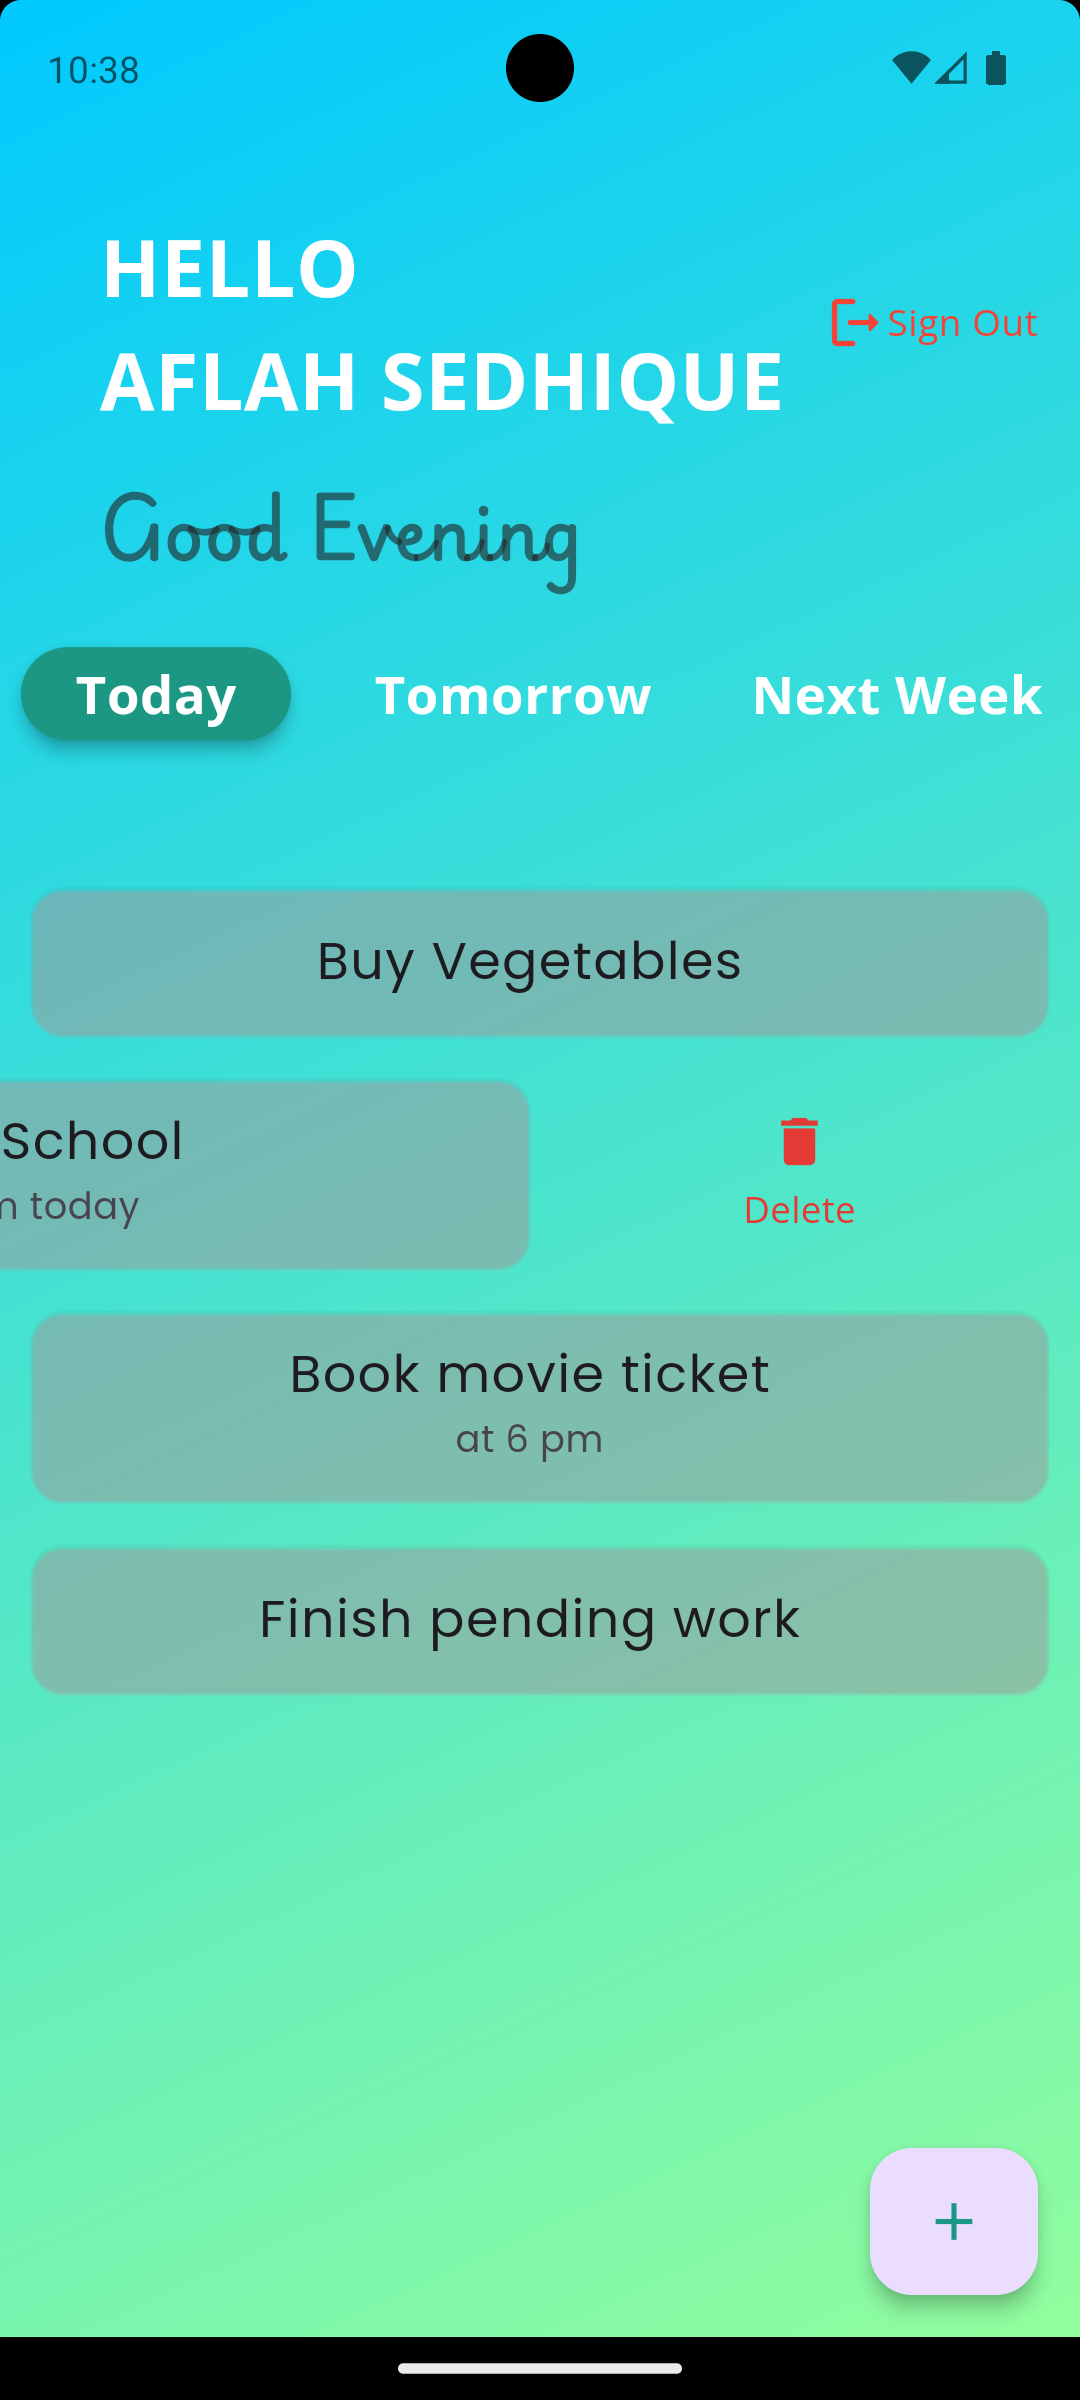 10:38
HELLO
AFLAH SEDHIQUE
Sign Out
Good Evening
Today Tomorrow Next Week
Buy Vegetables
School
today
Delete
Book movie ticket
at 6 pm
Finish pending work
+